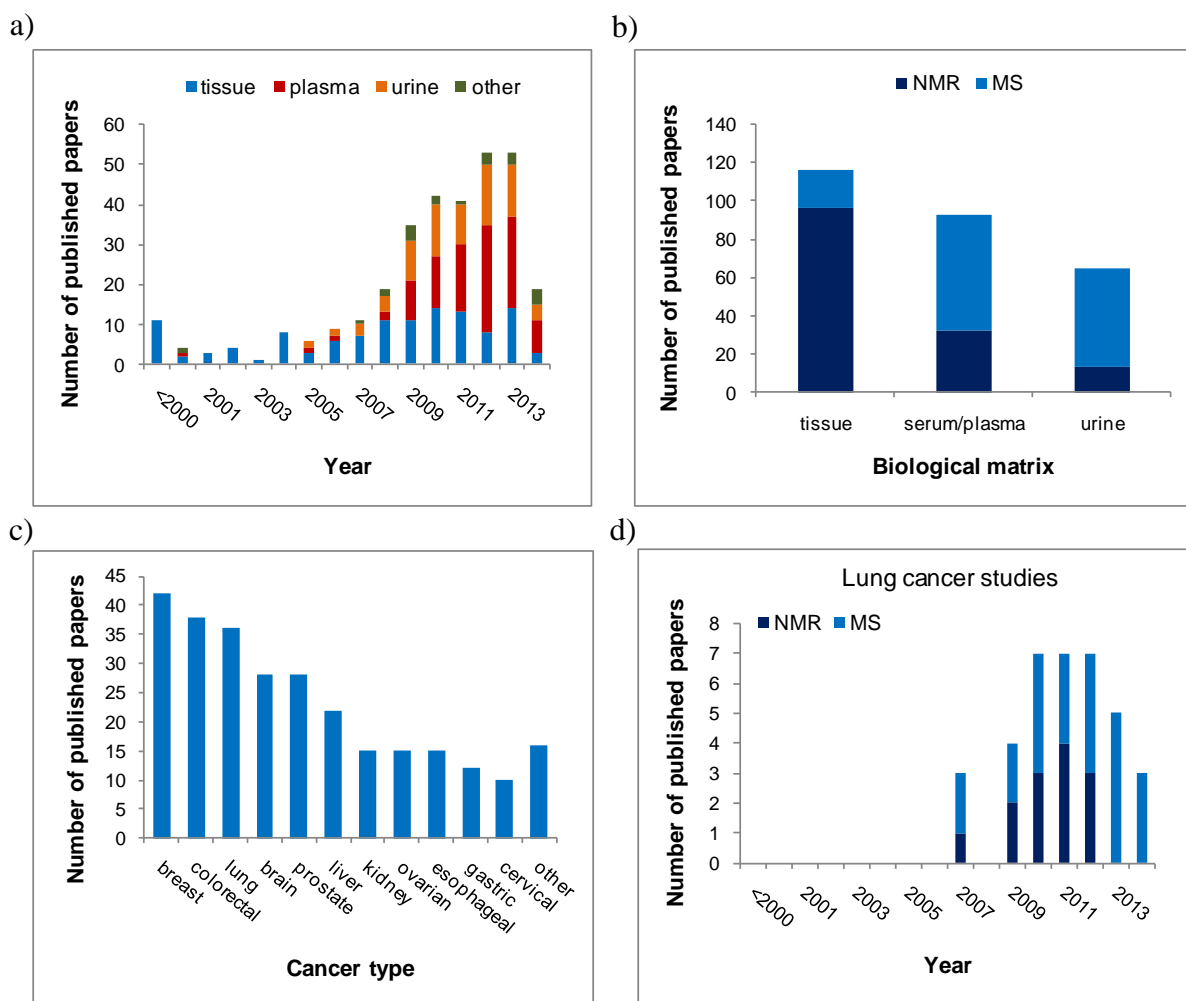 a)
tissue plasma urine other
Number of published papers
60
50
40
30
20
10
0
<2000 2001 2003 2005 2007 2009 2011 2013
Year
b)
NMR MS
Number of published papers
140
120
100
80
60
40
20
0
tissue serum/plasma urine
Biological matrix
c)
Number of published papers
45
40
35
30
25
20
15
10
5
0
breast colorectal lung brain prostate liver kidney ovarian esophageal gastric cervical other
Cancer type
d)
Lung cancer studies
NMR MS
Number of published papers
8
7
6
5
4
3
2
1
0
<2000 2001 2003 2005 2007 2009 2011 2013
Year